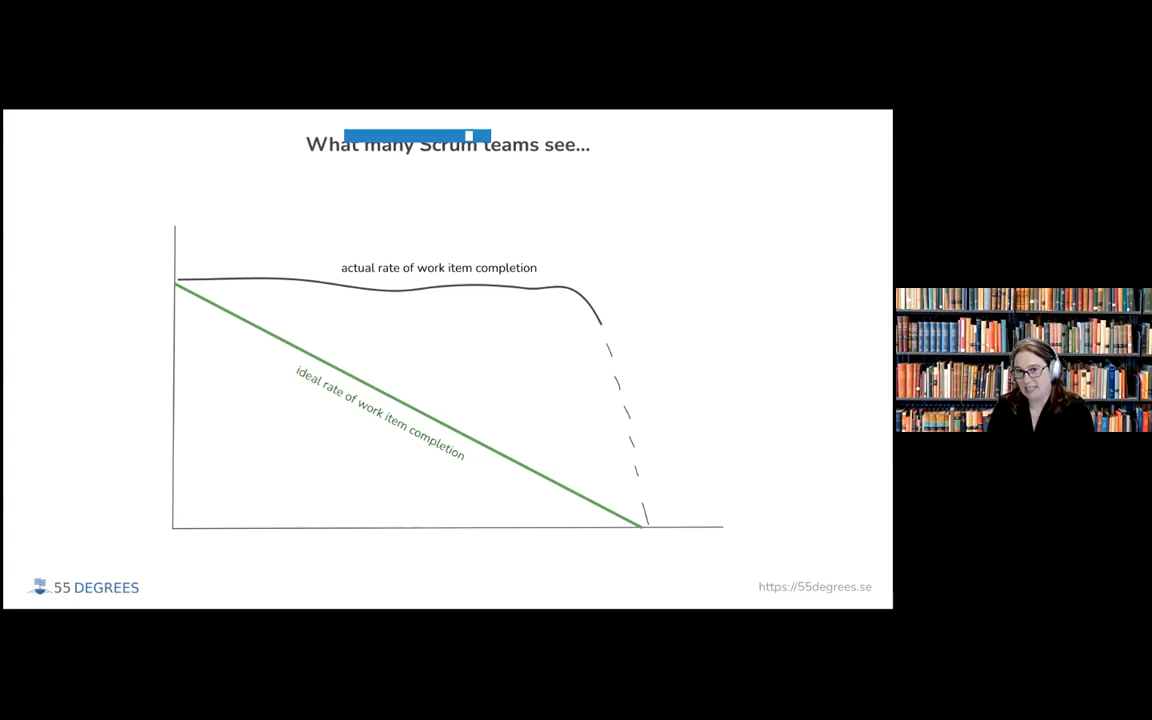 What many Scrum teams see...
actual rate of work item completion
ideal rate of work item completion
55 DEGREES
https://55degrees.se